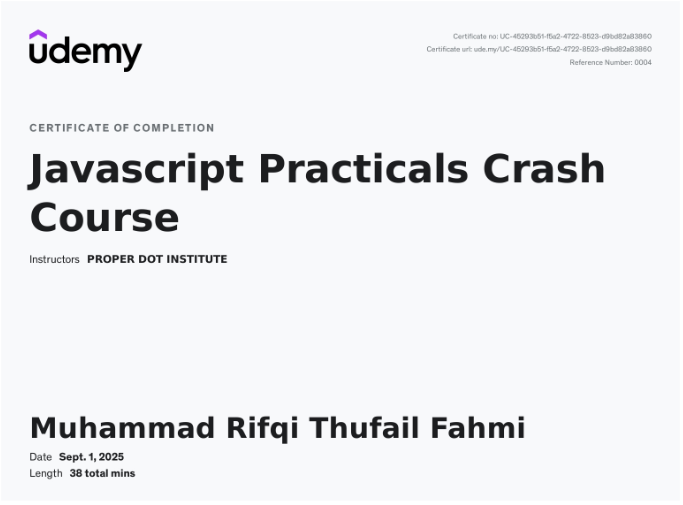 udemy
Certificate no: UC-45293b51-f5a2-4722-8523-d9bd82a83860
Certificate url: ude.my/UC-45293b51-f5a2-4722-8523-d9bd82a83860
Reference Number: 0004
CERTIFICATE OF COMPLETION
Javascript Practicals Crash
Course
Instructors PROPER DOT INSTITUTE
Muhammad Rifqi Thufail Fahmi
Date Sept. 1, 2025
Length 38 total mins